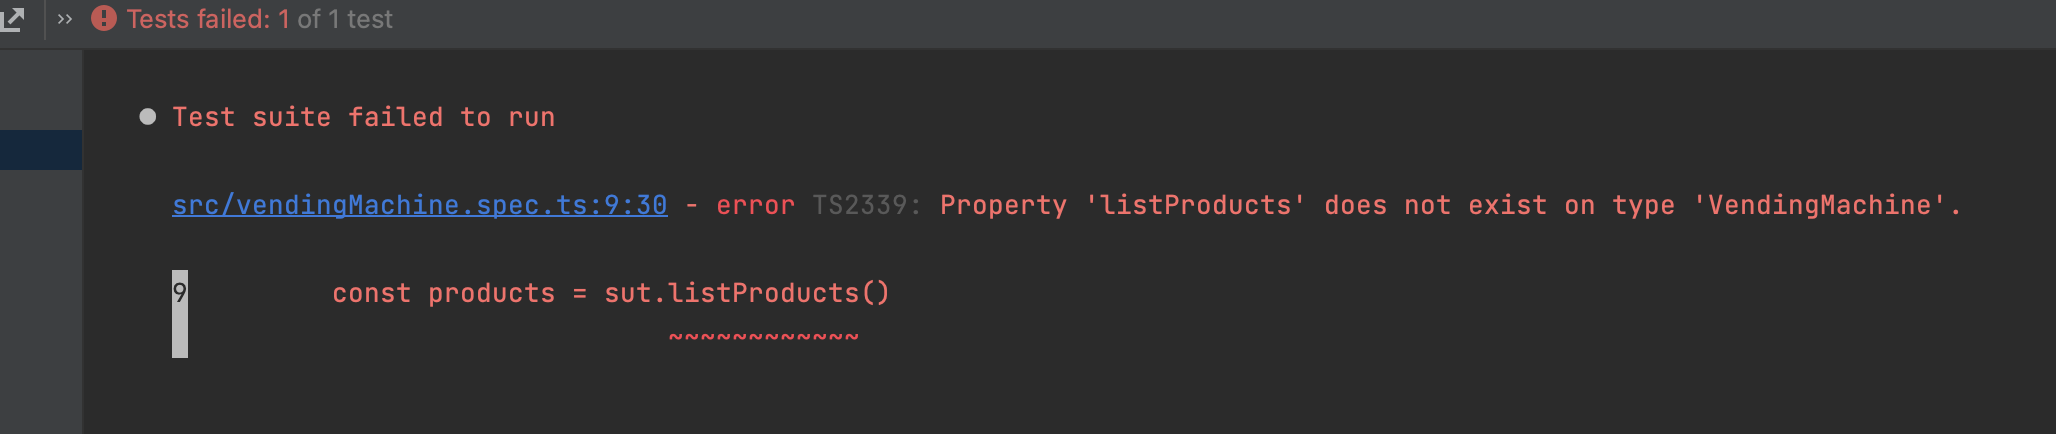 » Tests failed: 1 of 1 test
● Test suite failed to run
src/vendingMachine.spec.ts:9:30 - error TS2339: Property 'listProducts' does not exist on type 'VendingMachine'.
9 const products = sut.listProducts()
~~~~~~~~~~~~